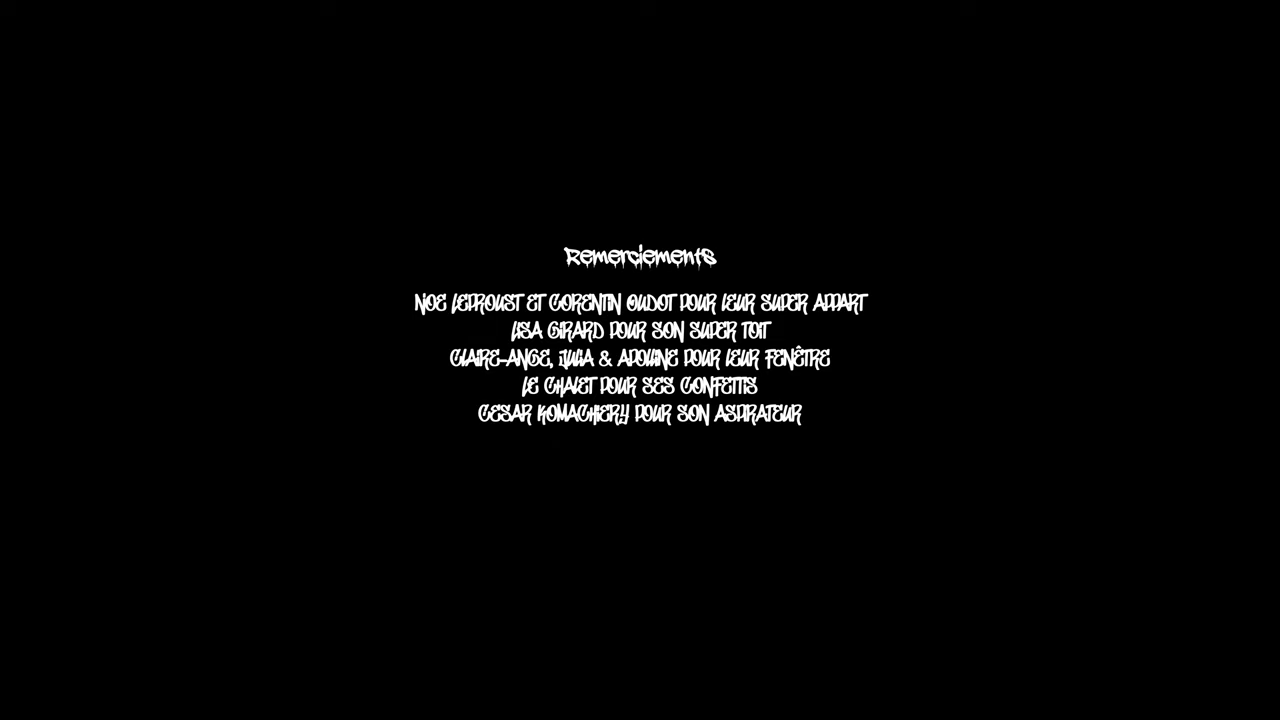 Remerciements
NOE LEPROUST ET CORENTIN OUDOT POUR LEUR SUPER APPART
LISA GIRARD POUR SON SUPER TOIT
CLAIRE-ANGE, JULIA & APOLLINE POUR LEUR FENÊTRE
LE CHALET POUR SES CONFETTIS
CESAR KOMACHIERY POUR SON ASPIRATEUR